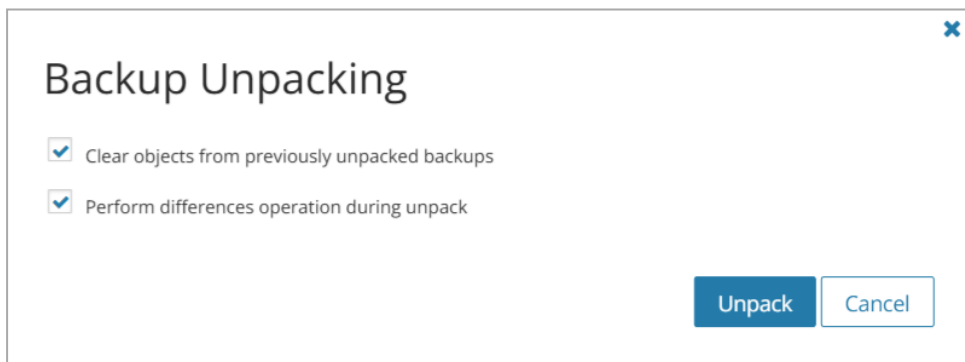 Backup Unpacking
Clear objects from previously unpacked backups
Perform differences operation during unpack
Unpack Cancel